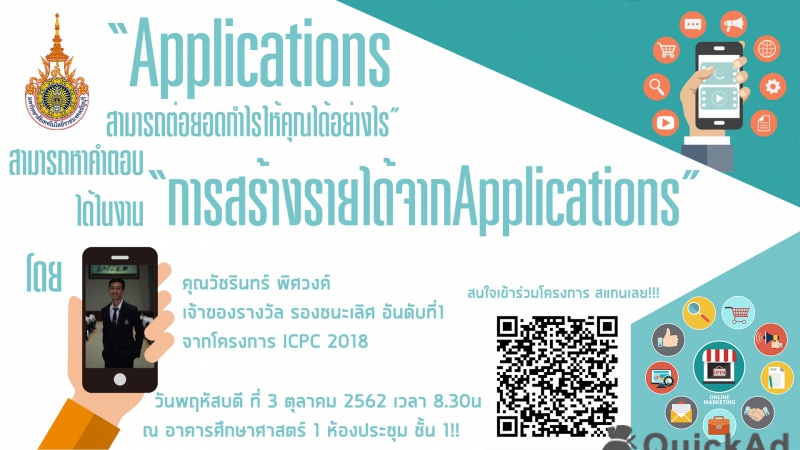 “Applications
สามารถต่อยอดกำไรให้คุณได้อย่างไร”
สามารถหาคำตอบ
ได้ในงาน “การสร้างรายได้จากApplications”
โดย
คุณวัชรินทร์ พิศวงค์
เจ้าของรางวัล รองชนะเลิศ อันดับที่1
จากโครงการ ICPC 2018
สนใจเข้าร่วมโครงการ สแกนเลย!!!
วันพฤหัสบดี ที่ 3 ตุลาคม 2562 เวลา 8.30น
ณ อาคารศึกษาศาสตร์ 1 ห้องประชุม ชั้น 1!!
OPEN
ONLINE
MARKETING
QuickAd